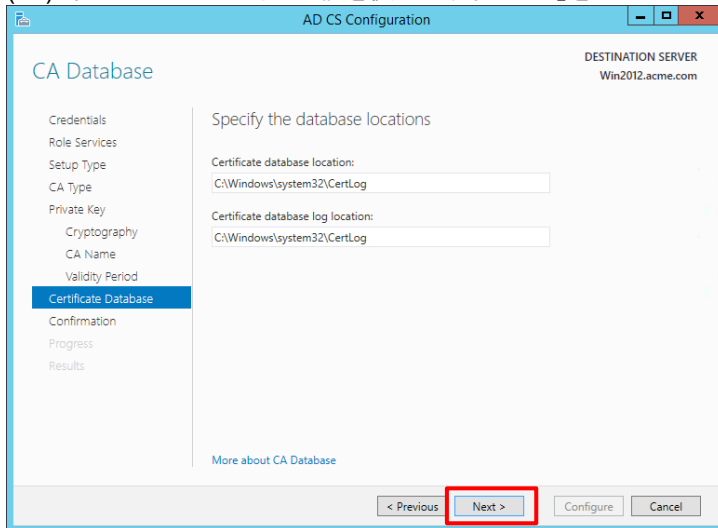 AD CS Configuration
CA Database
DESTINATION SERVER
Win2012.acme.com
Credentials
Role Services
Setup Type
CA Type
Private Key
Cryptography
CA Name
Validity Period
Certificate Database
Confirmation
Progress
Results
Specify the database locations
Certificate database location:
C:\Windows\system32\CertLog
Certificate database log location:
C:\Windows\system32\CertLog
More about CA Database
< Previous
Next >
Configure
Cancel